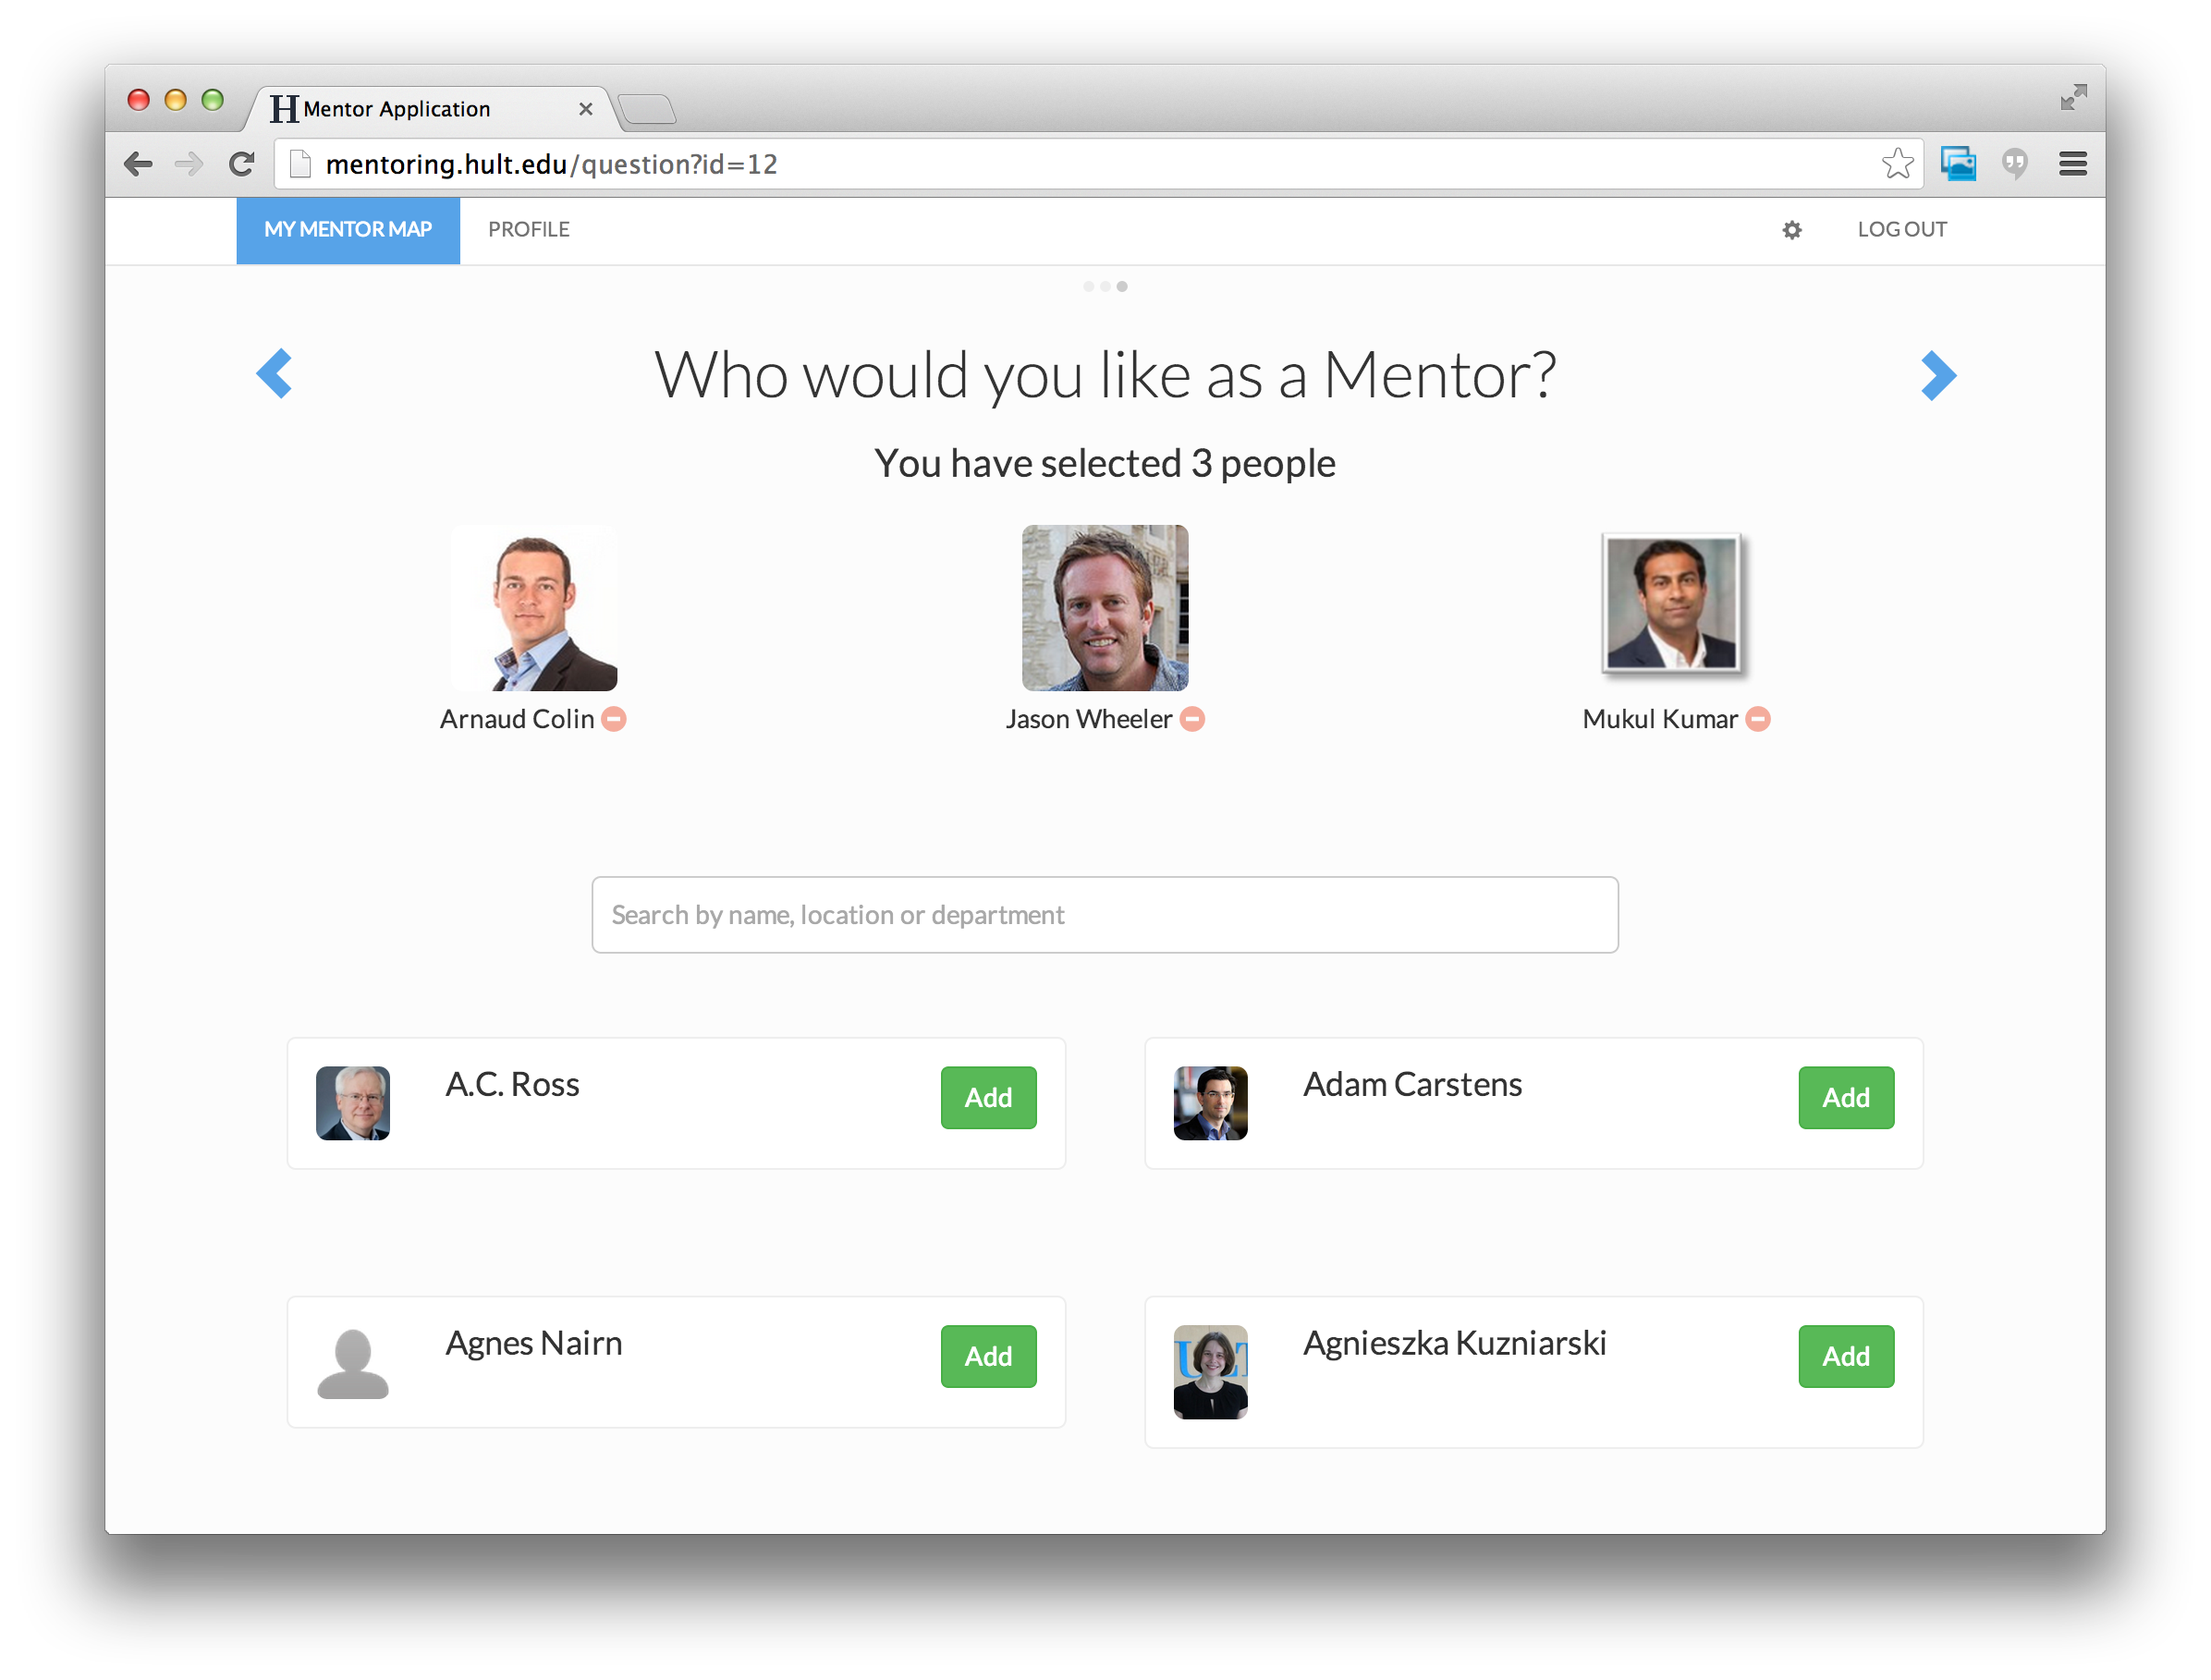 H Mentor Application
mentoring.hult.edu/question?id=12
MY MENTOR MAP PROFILE LOG OUT
Who would you like as a Mentor?
You have selected 3 people
Arnaud Colin Jason Wheeler Mukul Kumar
Search by name, location or department
A.C. Ross Add Adam Carstens Add
Agnes Nairn Add Agnieszka Kuzniarski Add